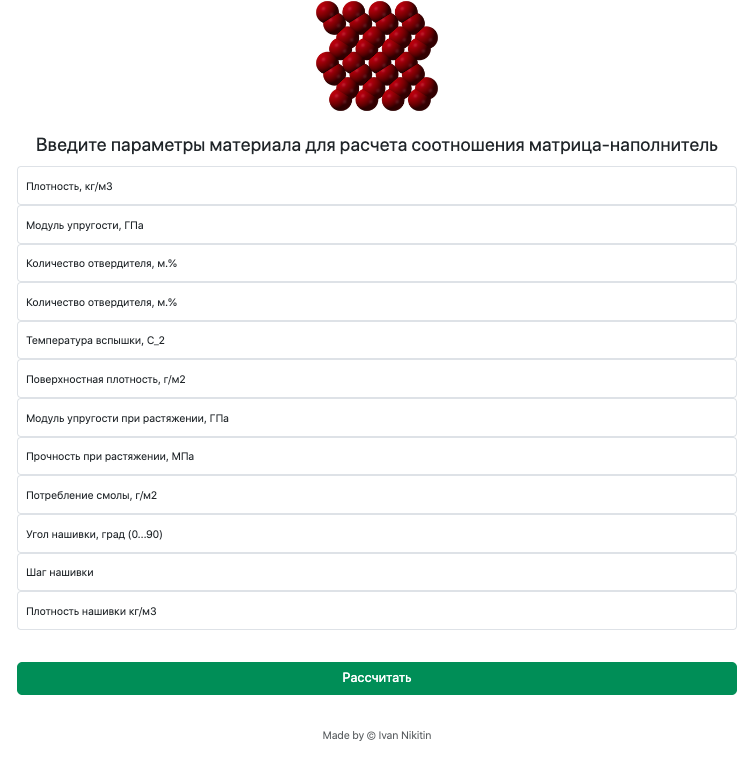 Введите параметры материала для расчета соотношения матрица-наполнитель
Плотность, кг/м3
Модуль упругости, ГПа
Количество отвердителя, м.%
Количество отвердителя, м.%
Температура вспышки, С_2
Поверхностная плотность, г/м2
Модуль упругости при растяжении, ГПа
Прочность при растяжении, МПа
Потребление смолы, г/м2
Угол нашивки, град (0...90)
Шаг нашивки
Плотность нашивки кг/м3
Рассчитать
Made by © Ivan Nikitin